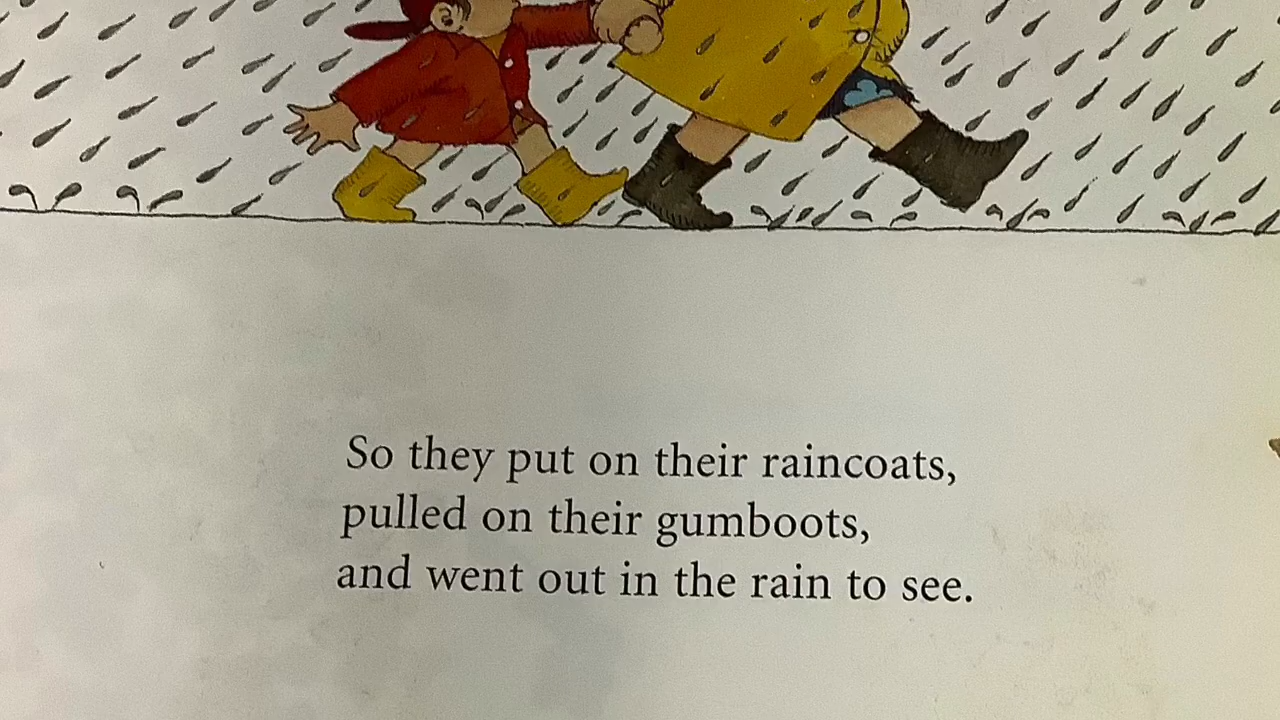 So they put on their raincoats,
pulled on their gumboots,
and went out in the rain to see.